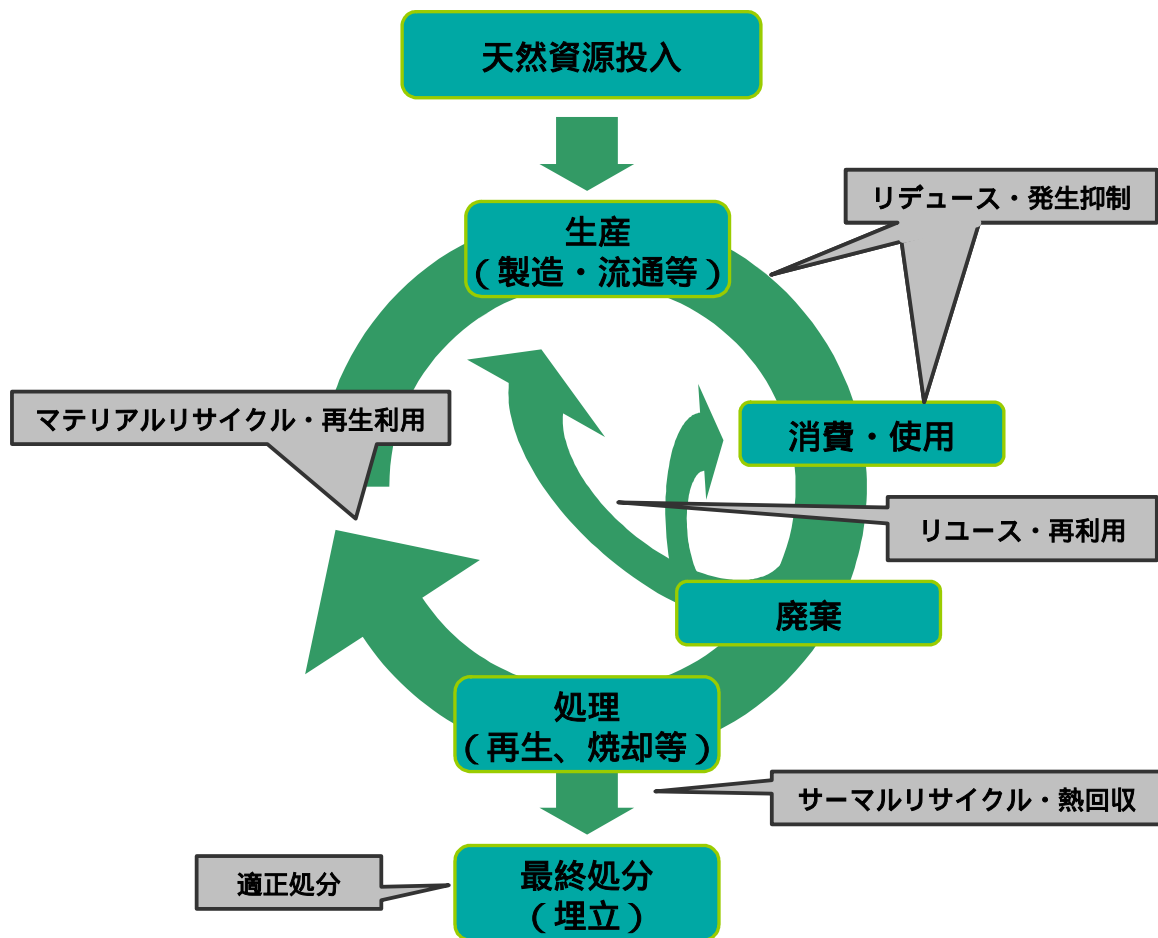 天然資源投入
リデュース・発生抑制
生産
（製造・流通等）
マテリアルリサイクル・再生利用
消費・使用
リユース・再利用
廃棄
処理
（再生、焼却等）
サーマルリサイクル・熱回収
適正処分
最終処分
（埋立）